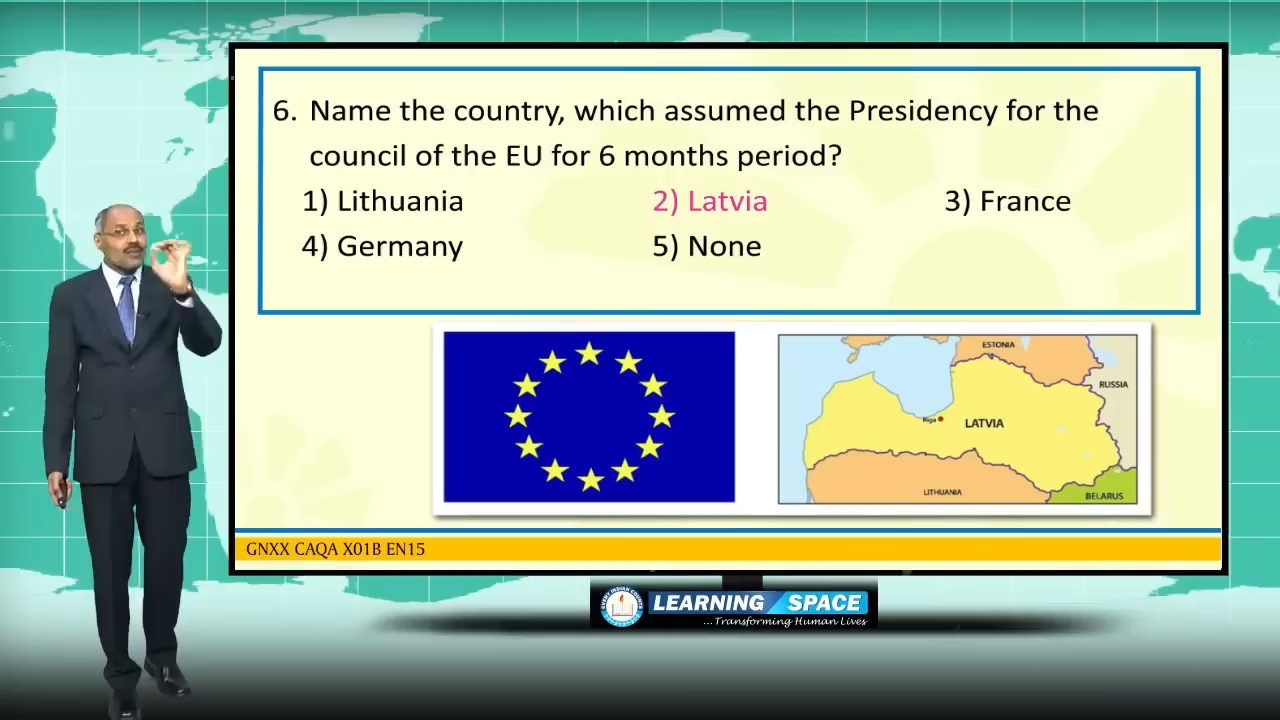 6. Name the country, which assumed the Presidency for the
council of the EU for 6 months period?
1) Lithuania 2) Latvia 3) France
4) Germany 5) None
ESTONIA
RUSSIA
Riga
LATVIA
LITHUANIA
BELARUS
GNXX CAQA X01B EN15
LEARNING SPACE
...Transforming Human Lives